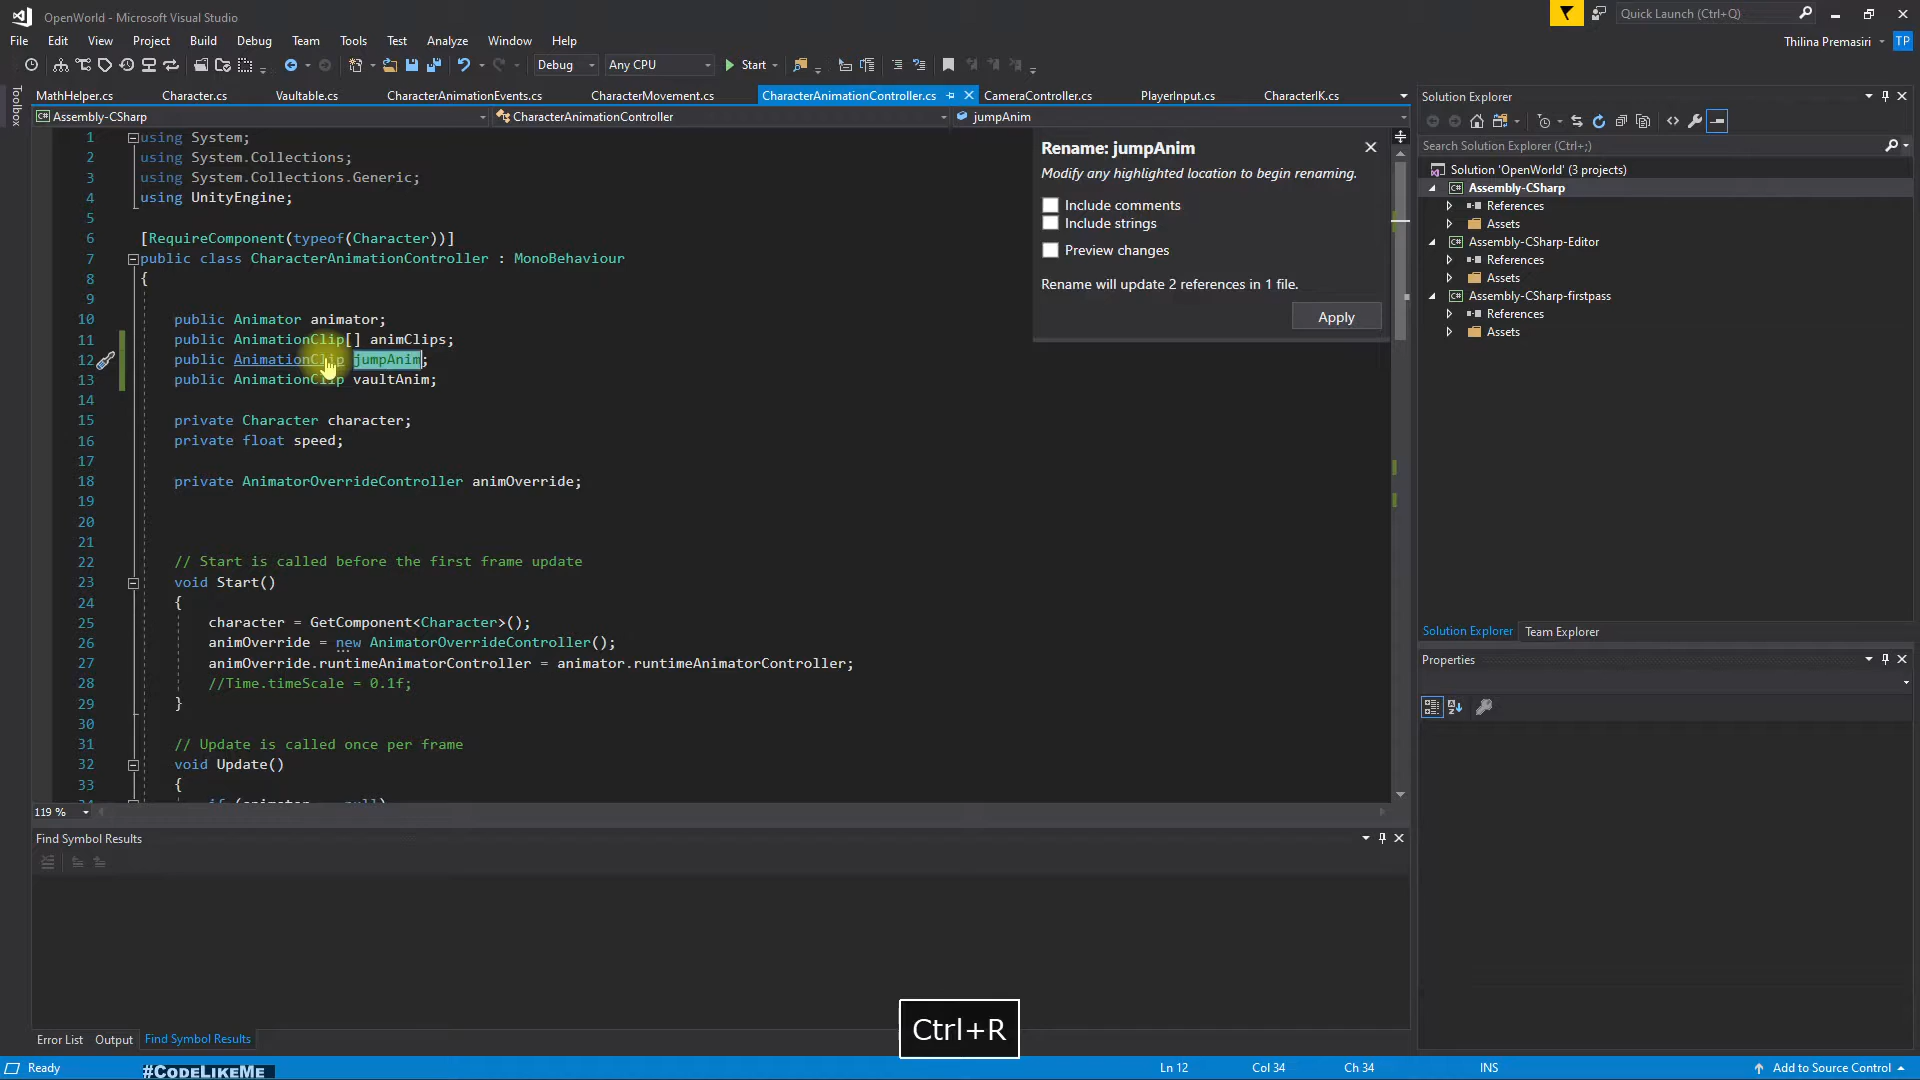 OpenWorld - Microsoft Visual Studio
Quick Launch (Ctrl+Q)
File Edit View Project Build Debug Team Tools Test Analyze Window Help
Thilina Premasiri TP
Debug Any CPU Start
Toolbox
MathHelper.cs Character.cs Vaultable.cs CharacterAnimationEvents.cs CharacterMovement.cs CharacterAnimationController.cs CameraController.cs PlayerInput.cs CharacterIK.cs
Assembly-CSharp CharacterAnimationController jumpAnim
1 using System;
2 using System.Collections;
3 using System.Collections.Generic;
4 using UnityEngine;
5
6 [RequireComponent(typeof(Character))]
7 public class CharacterAnimationController : MonoBehaviour
8 {
9
10 public Animator animator;
11 public AnimationClip[] animClips;
12 public AnimationClip jumpAnim;
13 public AnimationClip vaultAnim;
14
15 private Character character;
16 private float speed;
17
18 private AnimatorOverrideController animOverride;
19
20
21
22 // Start is called before the first frame update
23 void Start()
24 {
25 character = GetComponent<Character>();
26 animOverride = new AnimatorOverrideController();
27 animOverride.runtimeAnimatorController = animator.runtimeAnimatorController;
28 //Time.timeScale = 0.1f;
29 }
30
31 // Update is called once per frame
32 void Update()
33 {
Rename: jumpAnim
Modify any highlighted location to begin renaming.
Include comments
Include strings
Preview changes
Rename will update 2 references in 1 file.
Apply
119 %
Find Symbol Results
Error List Output Find Symbol Results
Ctrl+R
Solution Explorer
Search Solution Explorer (Ctrl+;)
Solution 'OpenWorld' (3 projects)
Assembly-CSharp
References
Assets
Assembly-CSharp-Editor
References
Assets
Assembly-CSharp-firstpass
References
Assets
Solution Explorer Team Explorer
Properties
Ready
#CODELIKEME
Ln 12 Col 34 Ch 34 INS
Add to Source Control